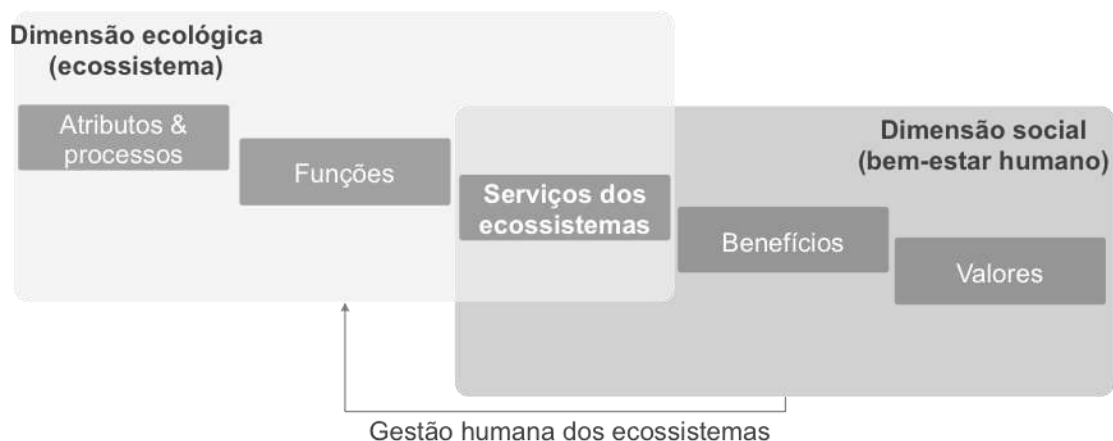 Dimensão ecológica
(ecossistema)
Atributos &
processos
Funções
Serviços dos
ecossistemas
Dimensão social
(bem-estar humano)
Benefícios
Valores
Gestão humana dos ecossistemas